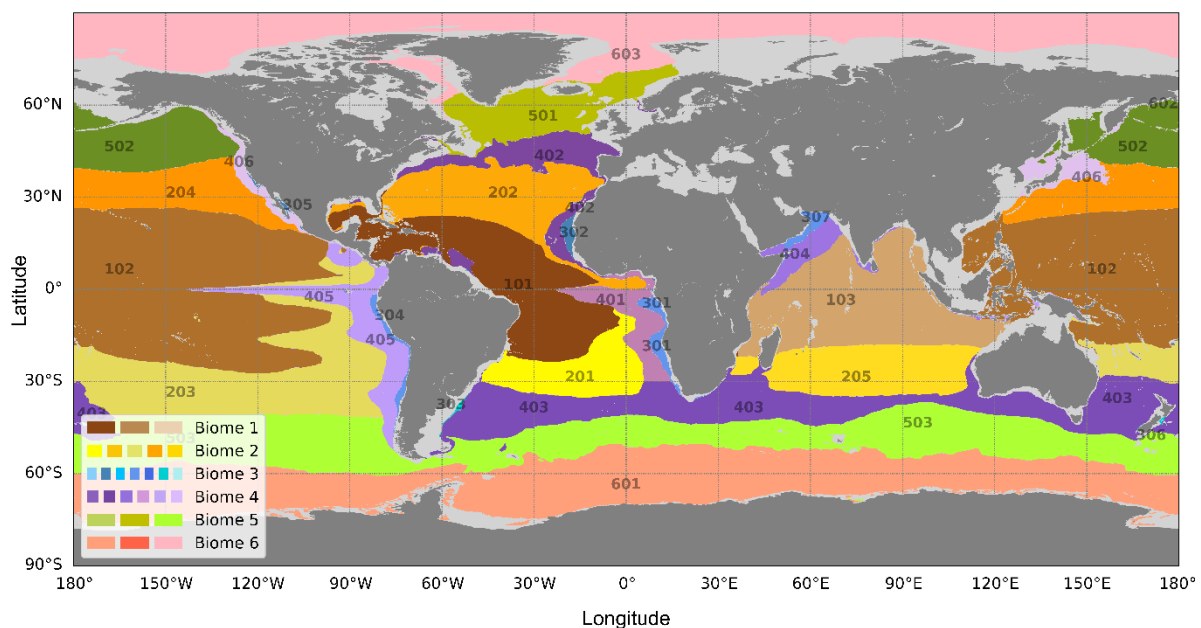 603
60°N
602
501
502
502
402
406
406
30°N
204
305
202
402
307
302
404
102
102
0°
101
103
405
401
301
304
405
301
203
201
205
30°S
403
303
403
403
403
503
503
306
Biome 1
Biome 2
Biome 3
Biome 4
Biome 5
Biome 6
60°S
601
90°S
180°
150°W
120°W
90°W
60°W
30°W
0°
30°E
60°E
90°E
120°E
150°E
180°
Latitude
Longitude